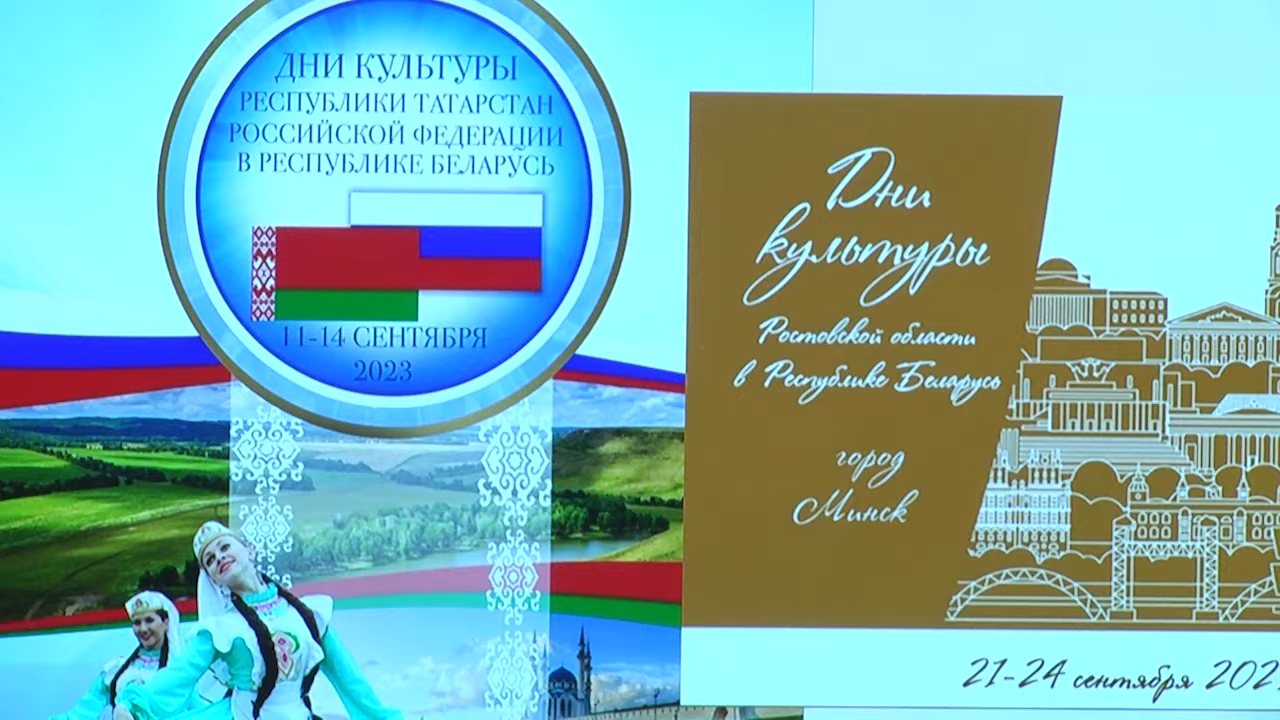 ДНИ КУЛЬТУРЫ
РЕСПУБЛИКИ ТАТАРСТАН
РОССИЙСКОЙ ФЕДЕРАЦИИ
В РЕСПУБЛИКЕ БЕЛАРУСЬ
11-14 СЕНТЯБРЯ
2023
Дни
культуры
Ростовской области
в Республике Беларусь
город
Минск
21-24 сентября